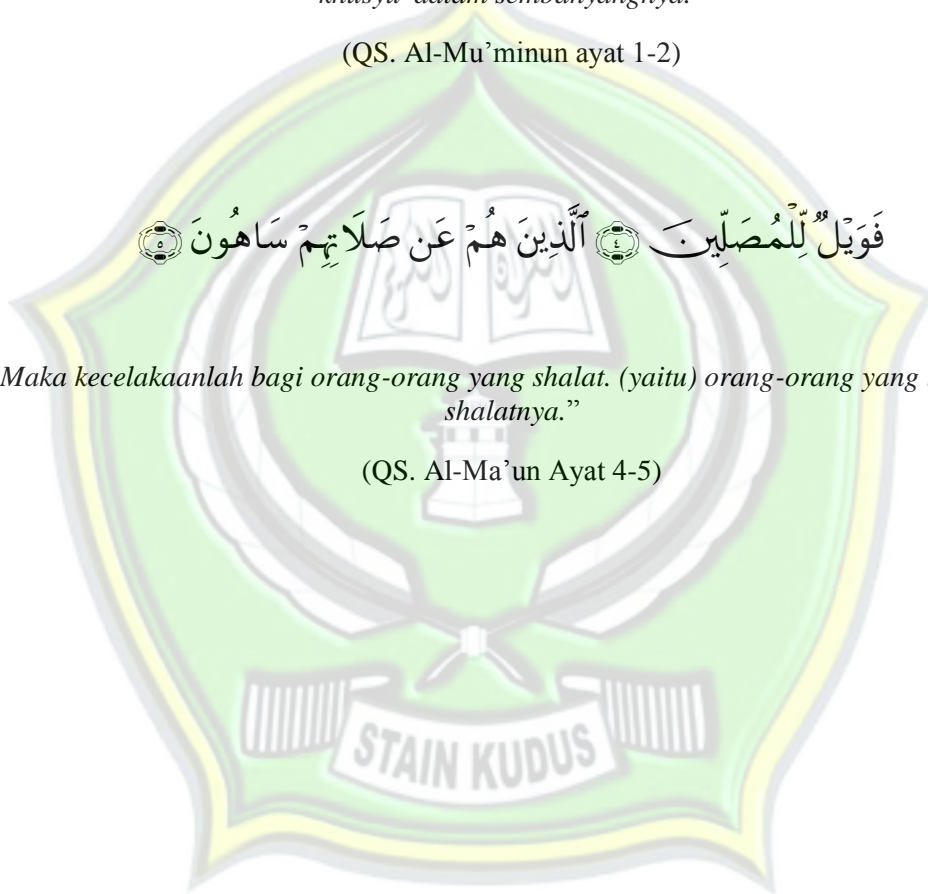 khusyu' dalam sembahyangnya.
(QS. Al-Mu’minun ayat 1-2)
فَوَيْلٌ لِّلْمُصَلِّينَ ﴿٤﴾ ٱلَّذِينَ هُمْ عَن صَلَاتِهِمْ سَاهُونَ ﴿٥﴾
Maka kecelakaanlah bagi orang-orang yang shalat. (yaitu) orang-orang yang
shalatnya.”
(QS. Al-Ma’un Ayat 4-5)
STAIN KUDUS